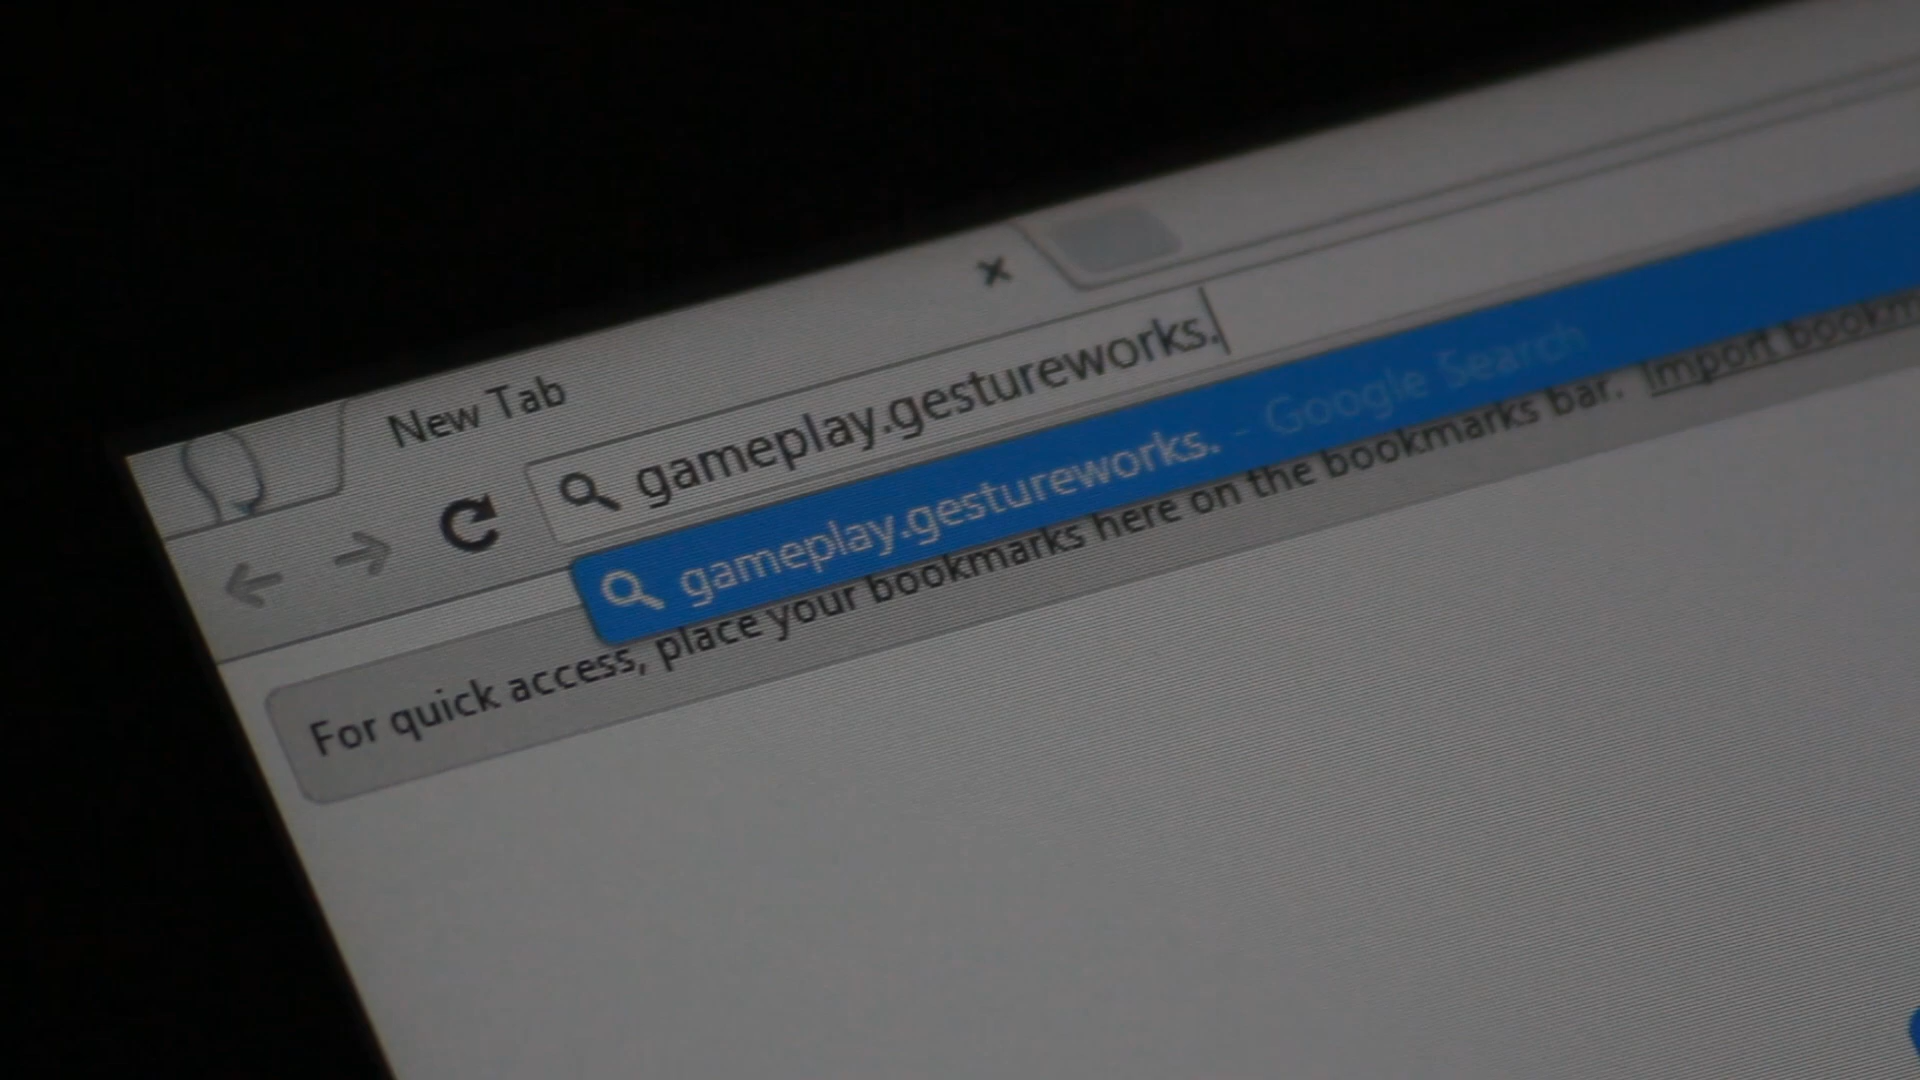 New Tab
gameplay.gestureworks.
gameplay.gestureworks. - Google Search
For quick access, place your bookmarks here on the bookmarks bar. Import bookm